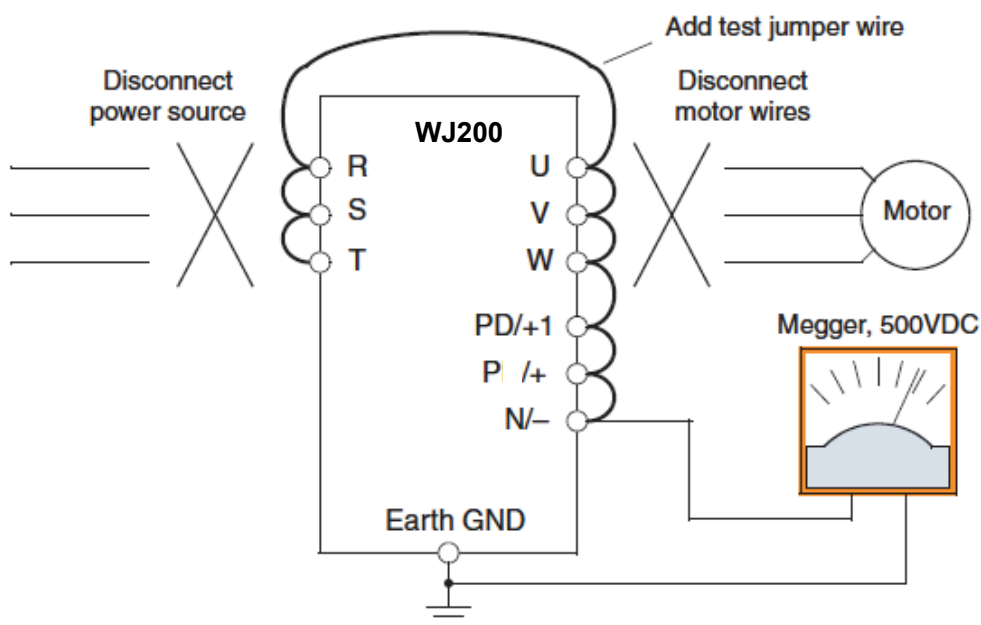 Add test jumper wire
Disconnect
power source
Disconnect
motor wires
WJ200
R
U
S
V
Motor
T
W
PD/+1
Megger, 500VDC
/+
N/–
Earth GND